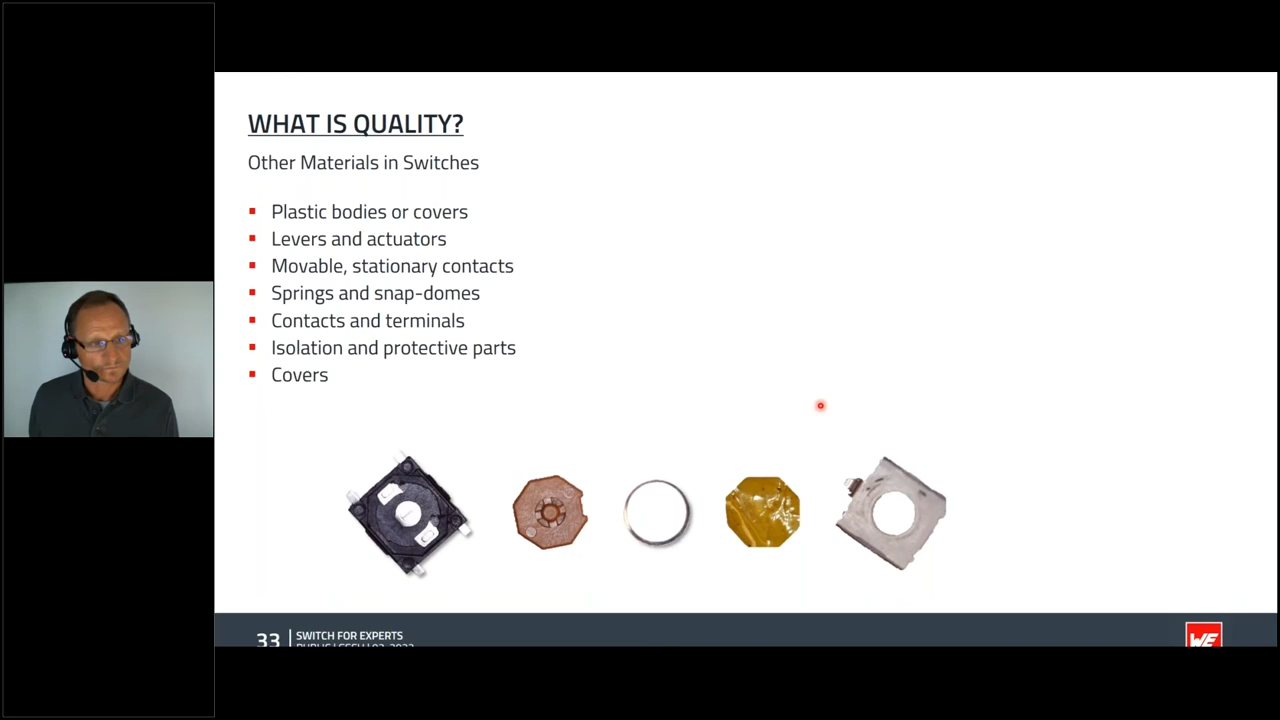 WHAT IS QUALITY?
Other Materials in Switches
Plastic bodies or covers
Levers and actuators
Movable, stationary contacts
Springs and snap-domes
Contacts and terminals
Isolation and protective parts
Covers
33
SWITCH FOR EXPERTS
WE